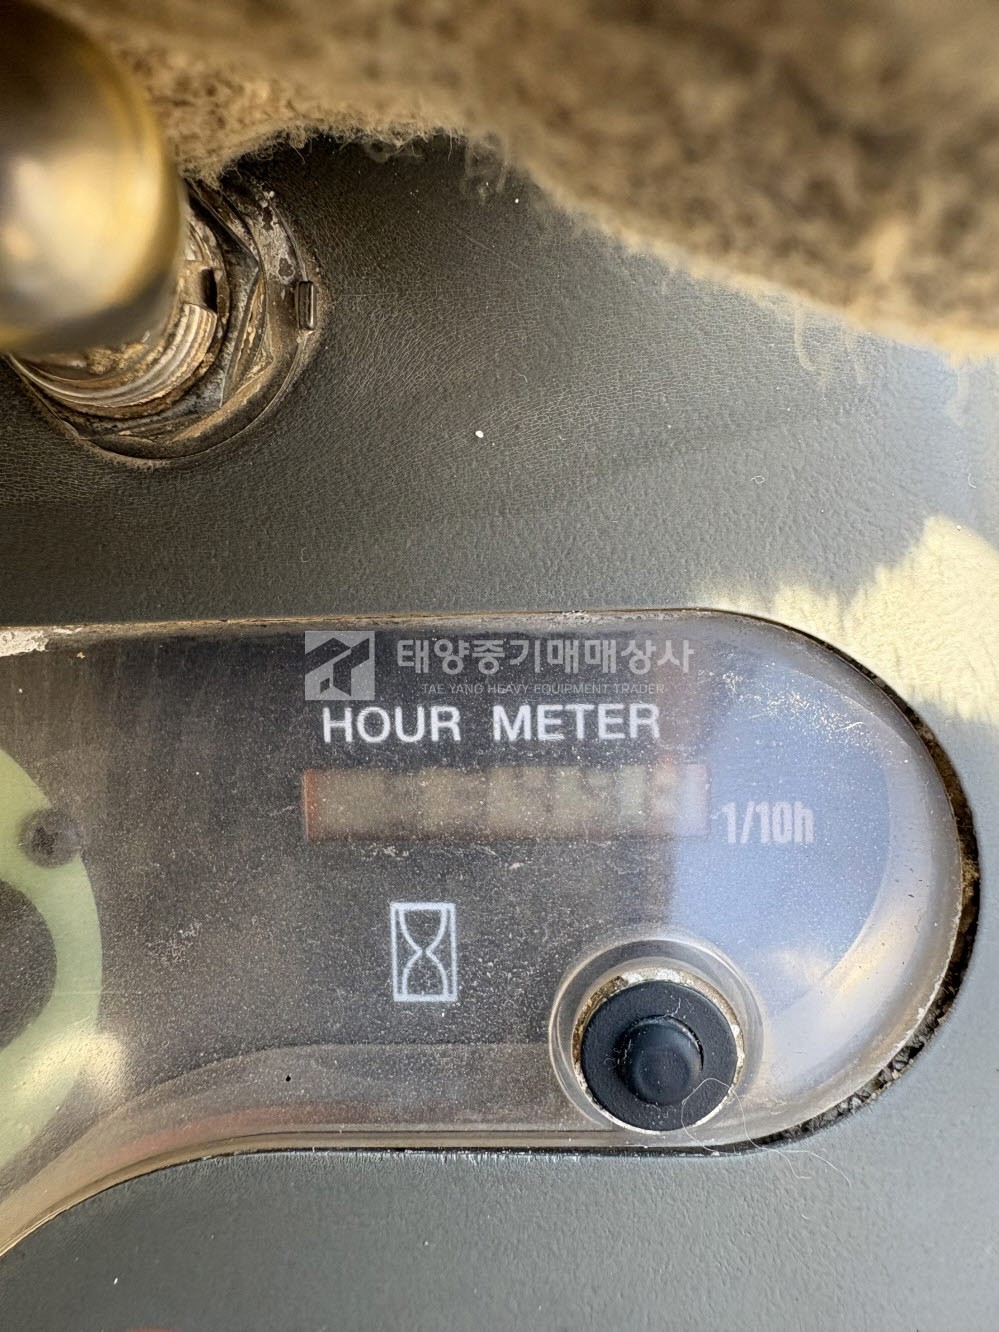 태양중기매매상사
TAE YANG HEAVY EQUIPMENT TRADER
HOUR METER
1/10h